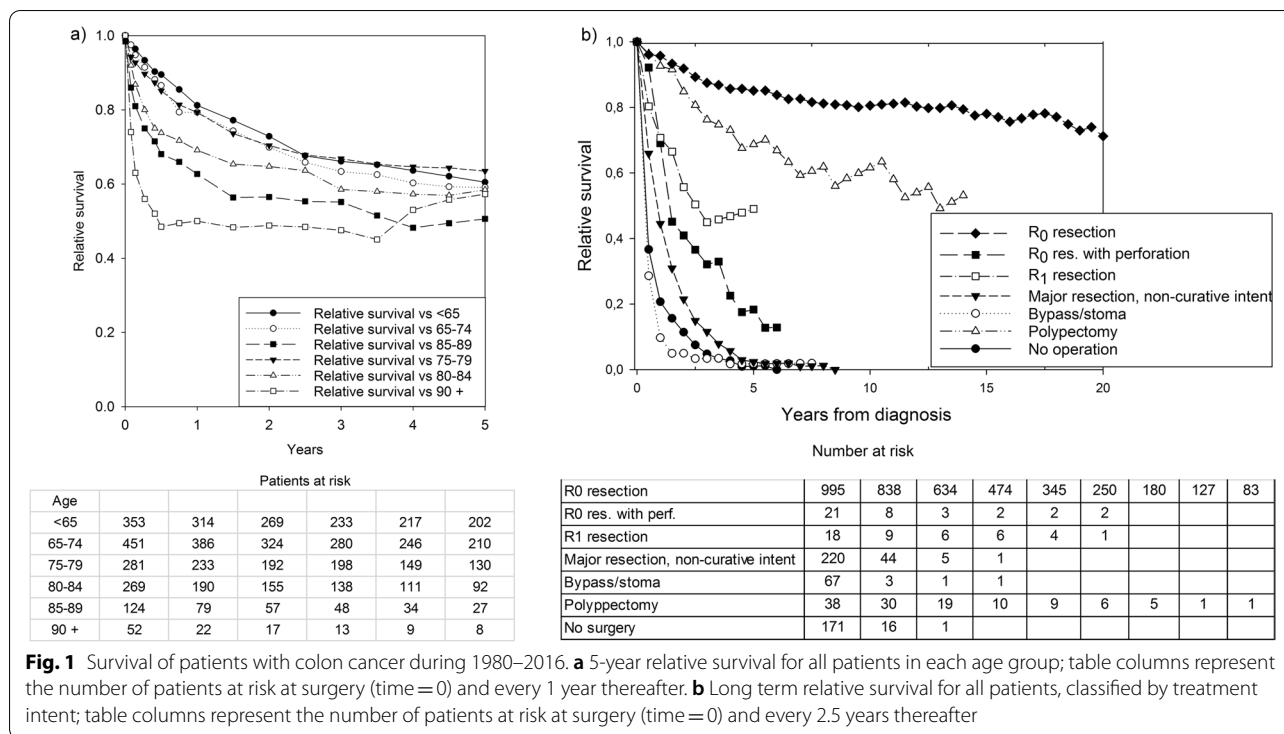 a)
1.0
0.8
0.6
0.4
0.2
0.0
Relative survival
Relative survival vs <65
Relative survival vs 65-74
Relative survival vs 85-89
Relative survival vs 75-79
Relative survival vs 80-84
Relative survival vs 90 +
0 1 2 3 4 5
Years
b)
1,0
0,8
0,6
0,4
0,2
0,0
Relative survival
R0 resection
R0 res. with perforation
R1 resection
Major resection, non-curative intent
Bypass/stoma
Polypectomy
No operation
0 5 10 15 20
Years from diagnosis
Patients at risk
Age
<65 353 314 269 233 217 202
65-74 451 386 324 280 246 210
75-79 281 233 192 198 149 130
80-84 269 190 155 138 111 92
85-89 124 79 57 48 34 27
90 + 52 22 17 13 9 8
Number at risk
R0 resection 995 838 634 474 345 250 180 127 83
R0 res. with perf. 21 8 3 2 2 2
R1 resection 18 9 6 6 4 1
Major resection, non-curative intent 220 44 5 1
Bypass/stoma 67 3 1 1
Polyppectomy 38 30 19 10 9 6 5 1 1
No surgery 171 16 1
Fig. 1 Survival of patients with colon cancer during 1980–2016. a 5-year relative survival for all patients in each age group; table columns represent
the number of patients at risk at surgery (time = 0) and every 1 year thereafter. b Long term relative survival for all patients, classified by treatment
intent; table columns represent the number of patients at risk at surgery (time = 0) and every 2.5 years thereafter